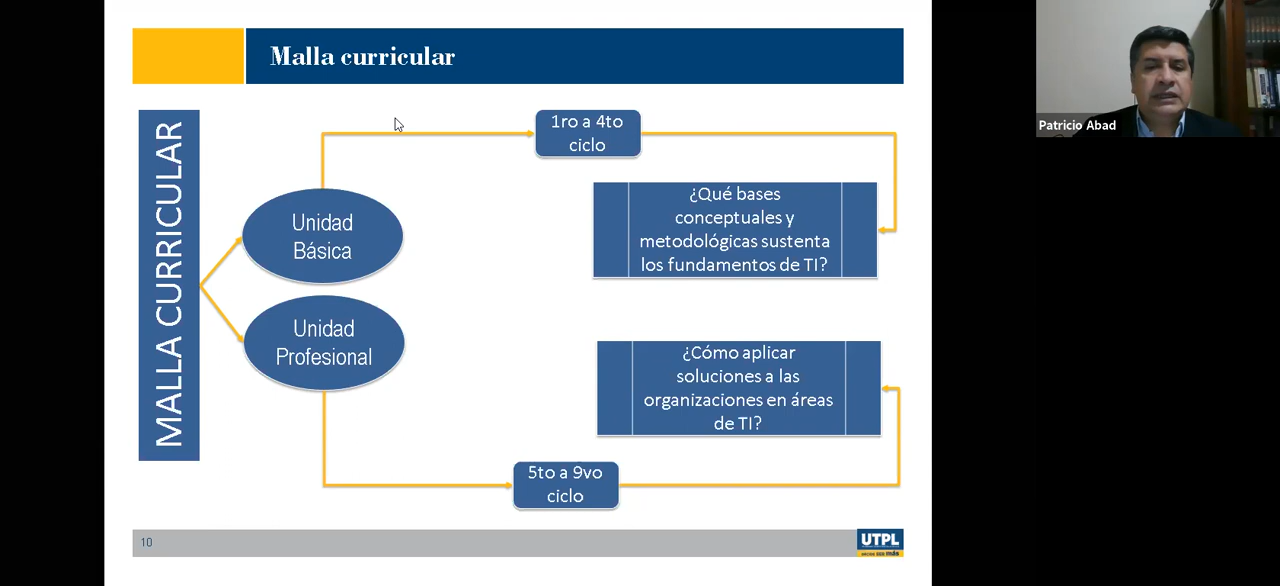 Malla curricular
MALLA CURRICULAR
Unidad
Básica
1ro a 4to
ciclo
¿Qué bases
conceptuales y
metodológicas sustenta
los fundamentos de TI?
Unidad
Profesional
5to a 9vo
ciclo
¿Cómo aplicar
soluciones a las
organizaciones en áreas
de TI?
10
UTPL
Patricio Abad